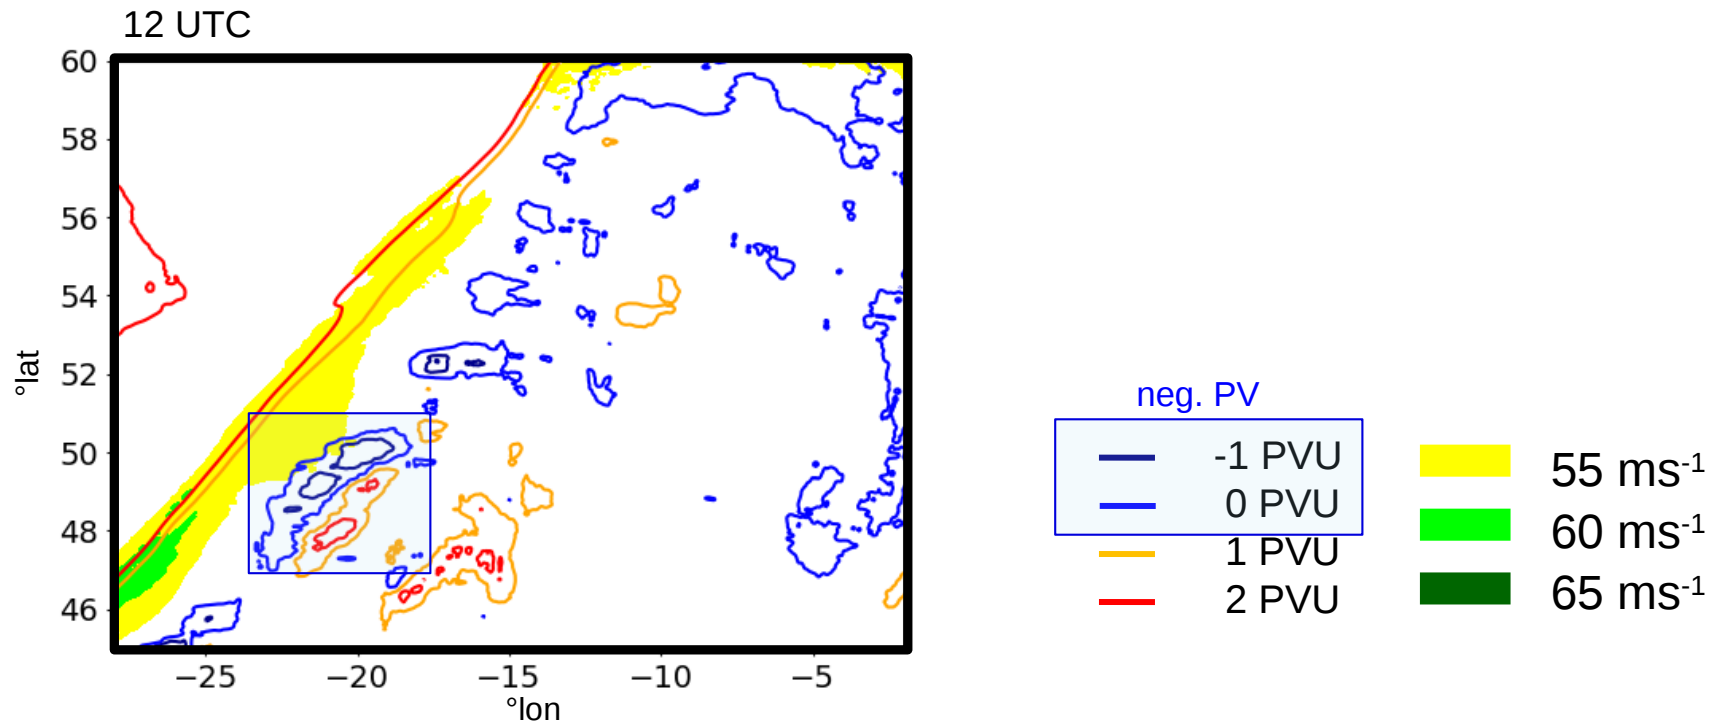 12 UTC
60
58
56
54
52
50
48
46
°lat
−25
−20
−15
−10
−5
°lon
neg. PV
-1 PVU
0 PVU
1 PVU
2 PVU
55 ms-1
60 ms-1
65 ms-1